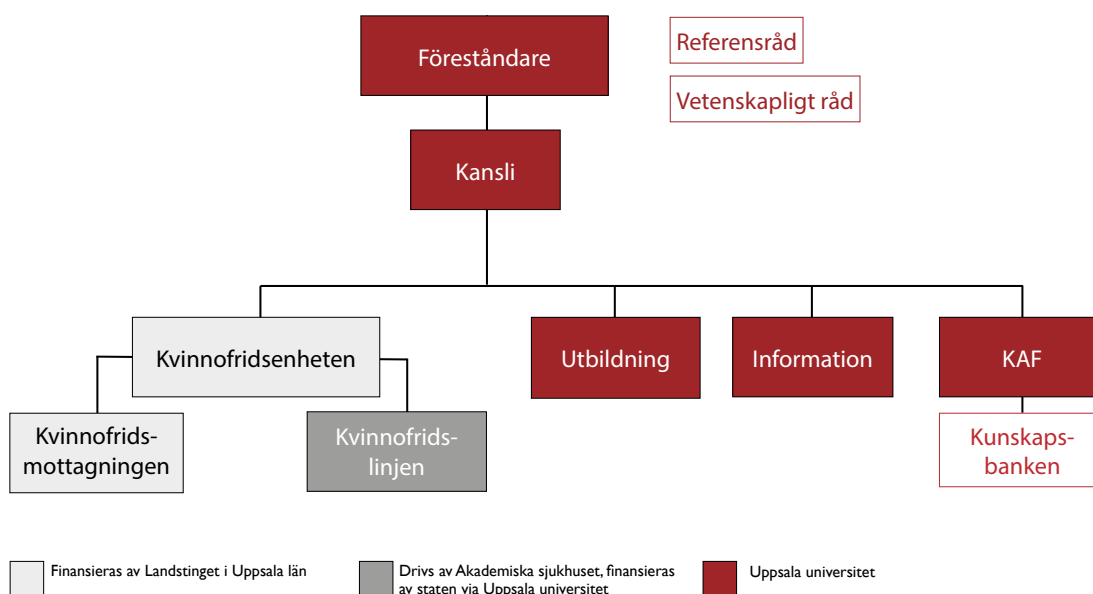 Föreståndare
Referensråd
Vetenskapligt råd
Kansli
Kvinnofridsenheten
Utbildning
Information
KAF
Kvinnofrids-
mottagningen
Kvinnofrids-
linjen
Kunskaps-
banken
Finansieras av Landstinget i Uppsala län
Drivs av Akademiska sjukhuset, finansieras
av staten via Uppsala universitet
Uppsala universitet